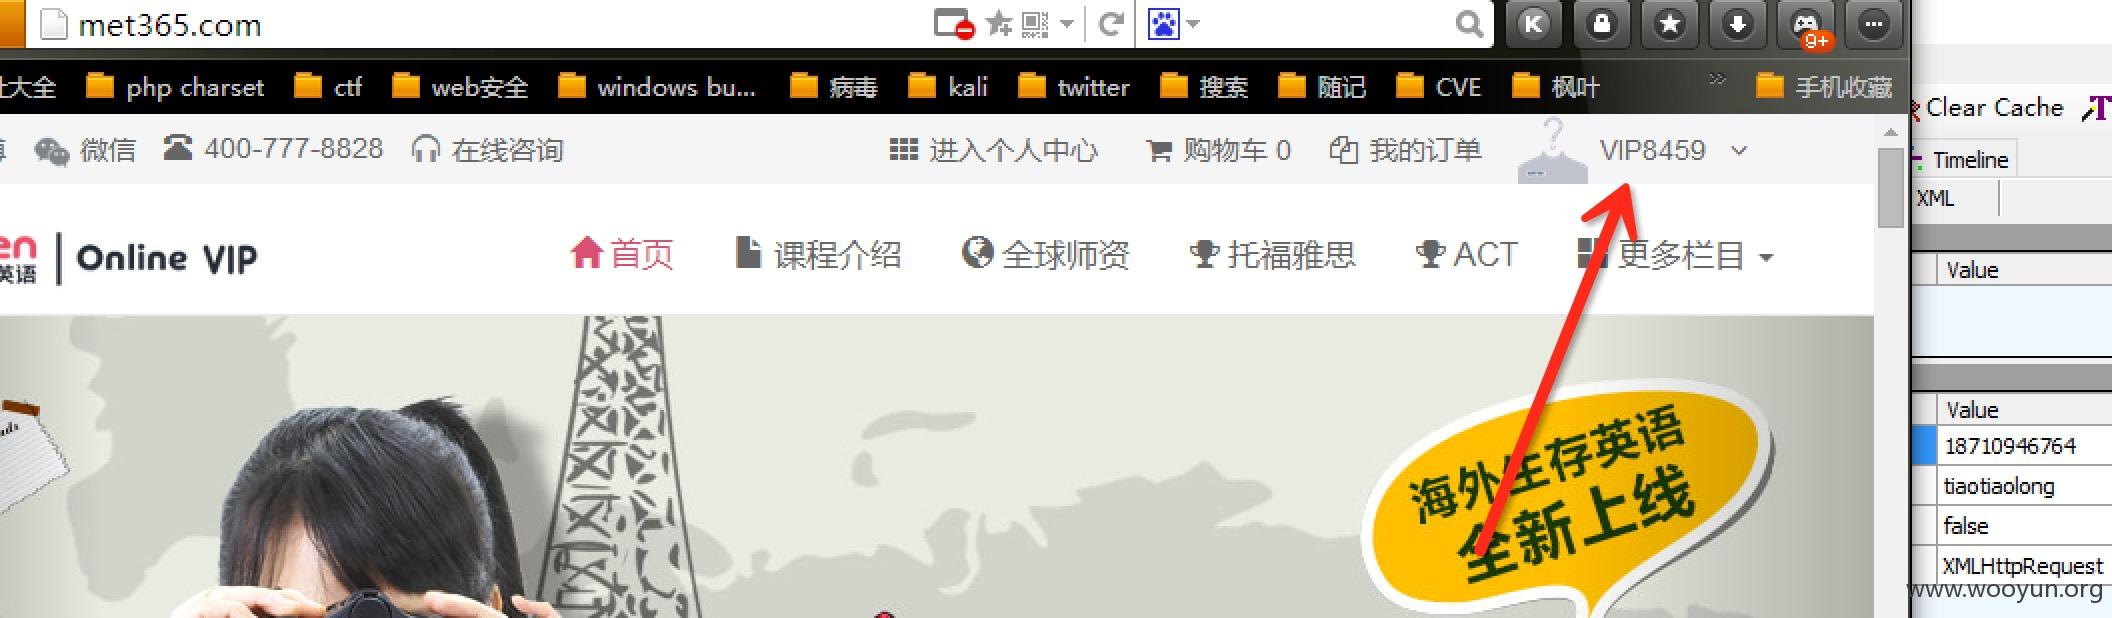 met365.com
9+
址大全 php charset ctf web安全 windows bu... 病毒 kali twitter 搜索 随记 CVE 枫叶 » 手机收藏
微信 400-777-8828 在线咨询 进入个人中心 购物车 0 我的订单 VIP8459
en
英语 Online VIP
首页 课程介绍 全球师资 托福雅思 ACT 更多栏目
海外生存英语
全新上线
Clear Cache
Timeline
XML
Value
Value
18710946764
tiaotiaolong
false
XMLHttpRequest
www.wooyun.org